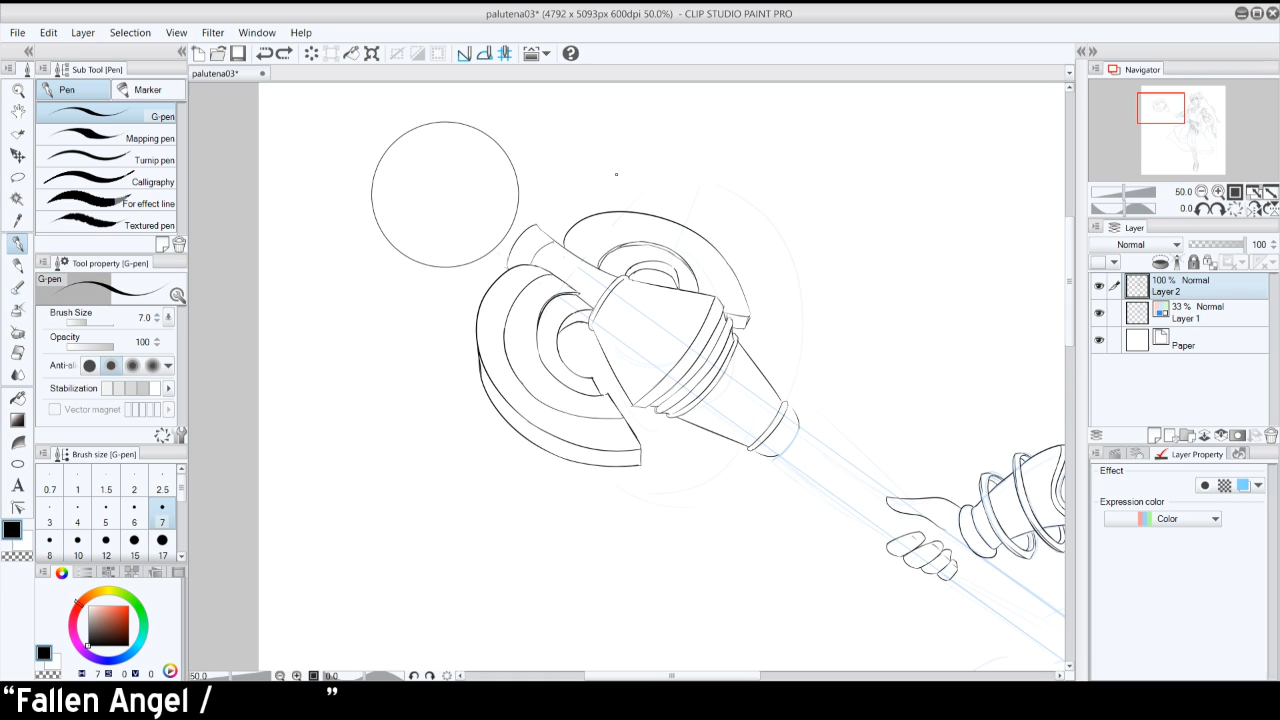 palutena03* (4792 x 5093px 600dpi 50.0%) - CLIP STUDIO PAINT PRO
File Edit Layer Selection View Filter Window Help
Sub Tool [Pen]
palutena03*
Navigator
Pen
Marker
G-pen
Mapping pen
Turnip pen
Calligraphy
For effect line
Textured pen
Tool property [G-pen]
G-pen
Brush Size 7.0
Opacity 100
Anti-ali
Stabilization
Vector magnet
Brush size [G-pen]
0.7 1 1.5 2 2.5
3 4 5 6 7
8 10 12 15 17
H 7 S 0 V 0
50.0
0.0
50.0
0.0
Layer
Normal 100
100 % Normal
Layer 2
33 % Normal
Layer 1
Paper
Layer Property
Effect
Expression color
Color
“Fallen Angel / ”